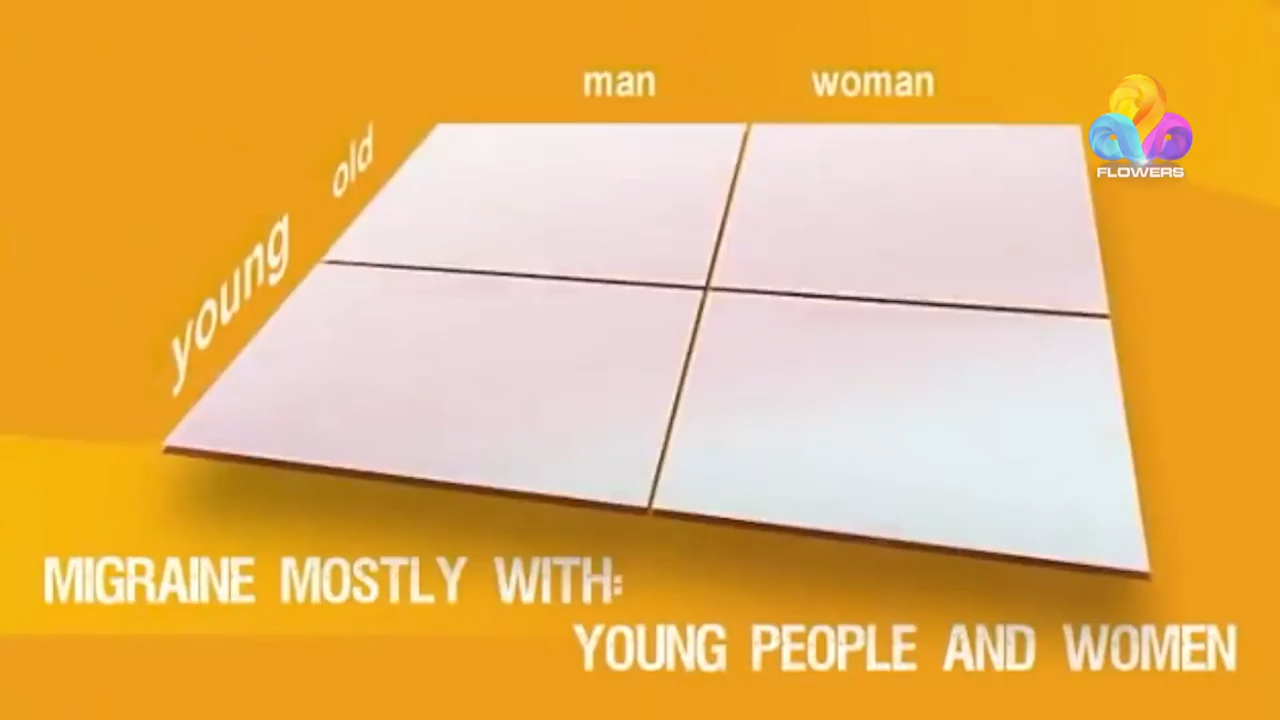 man woman
old
young
FLOWERS
MIGRAINE MOSTLY WITH:
YOUNG PEOPLE AND WOMEN